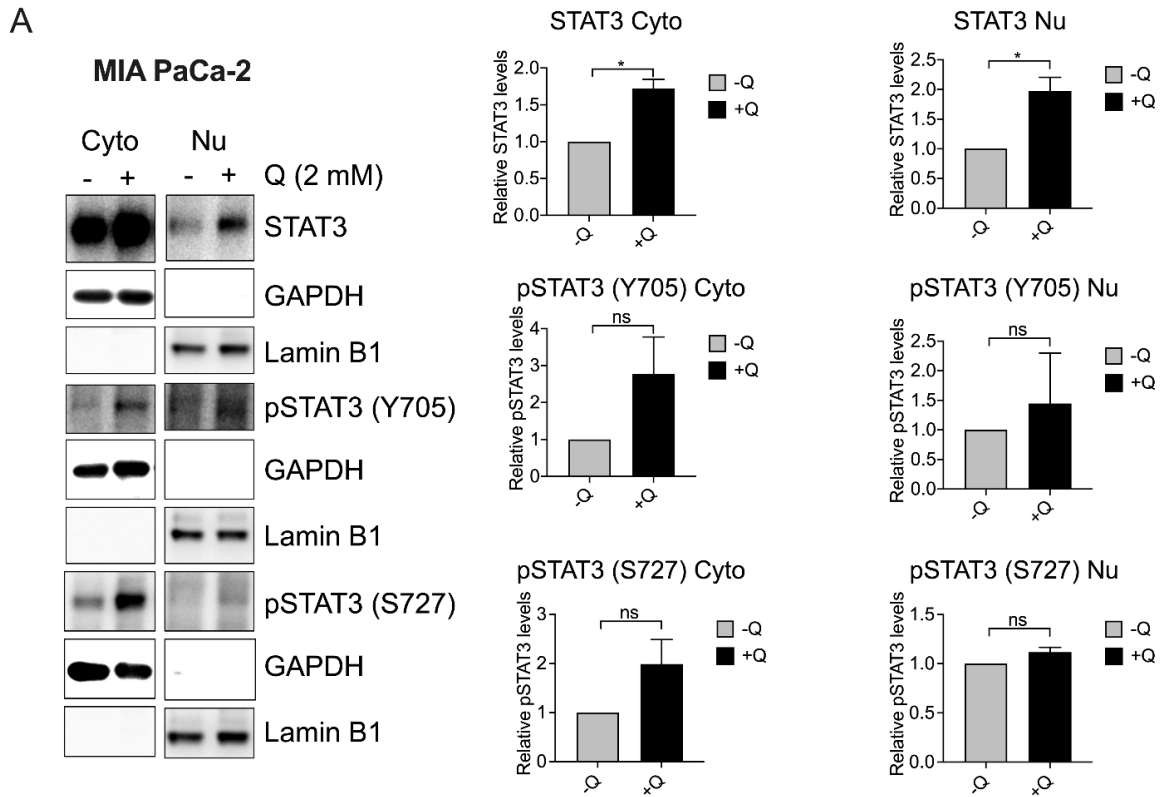 A
MIA PaCa-2
Cyto Nu
- + - + Q (2 mM)
STAT3
GAPDH
Lamin B1
pSTAT3 (Y705)
GAPDH
Lamin B1
pSTAT3 (S727)
GAPDH
Lamin B1
STAT3 Cyto
Relative STAT3 levels
2.0
1.5
1.0
0.5
0.0
*
-Q
+Q
-Q
+Q
STAT3 Nu
Relative STAT3 levels
2.5
2.0
1.5
1.0
0.5
0.0
*
-Q
+Q
-Q
+Q
pSTAT3 (Y705) Cyto
Relative pSTAT3 levels
4
3
2
1
0
ns
-Q
+Q
-Q
+Q
pSTAT3 (Y705) Nu
Relative pSTAT3 levels
2.5
2.0
1.5
1.0
0.5
0.0
ns
-Q
+Q
-Q
+Q
pSTAT3 (S727) Cyto
Relative pSTAT3 levels
3
2
1
0
ns
-Q
+Q
-Q
+Q
pSTAT3 (S727) Nu
Relative pSTAT3 levels
1.5
1.0
0.5
0.0
ns
-Q
+Q
-Q
+Q